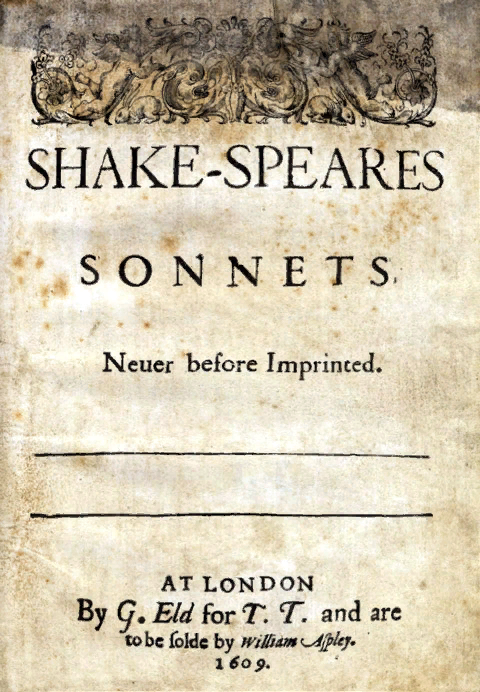 SHAKE-SPEARES
SONNETS.
Neuer before Imprinted.
AT LONDON
By G. Eld for T. T. and are
to be ſolde by William Aſpley.
1609.